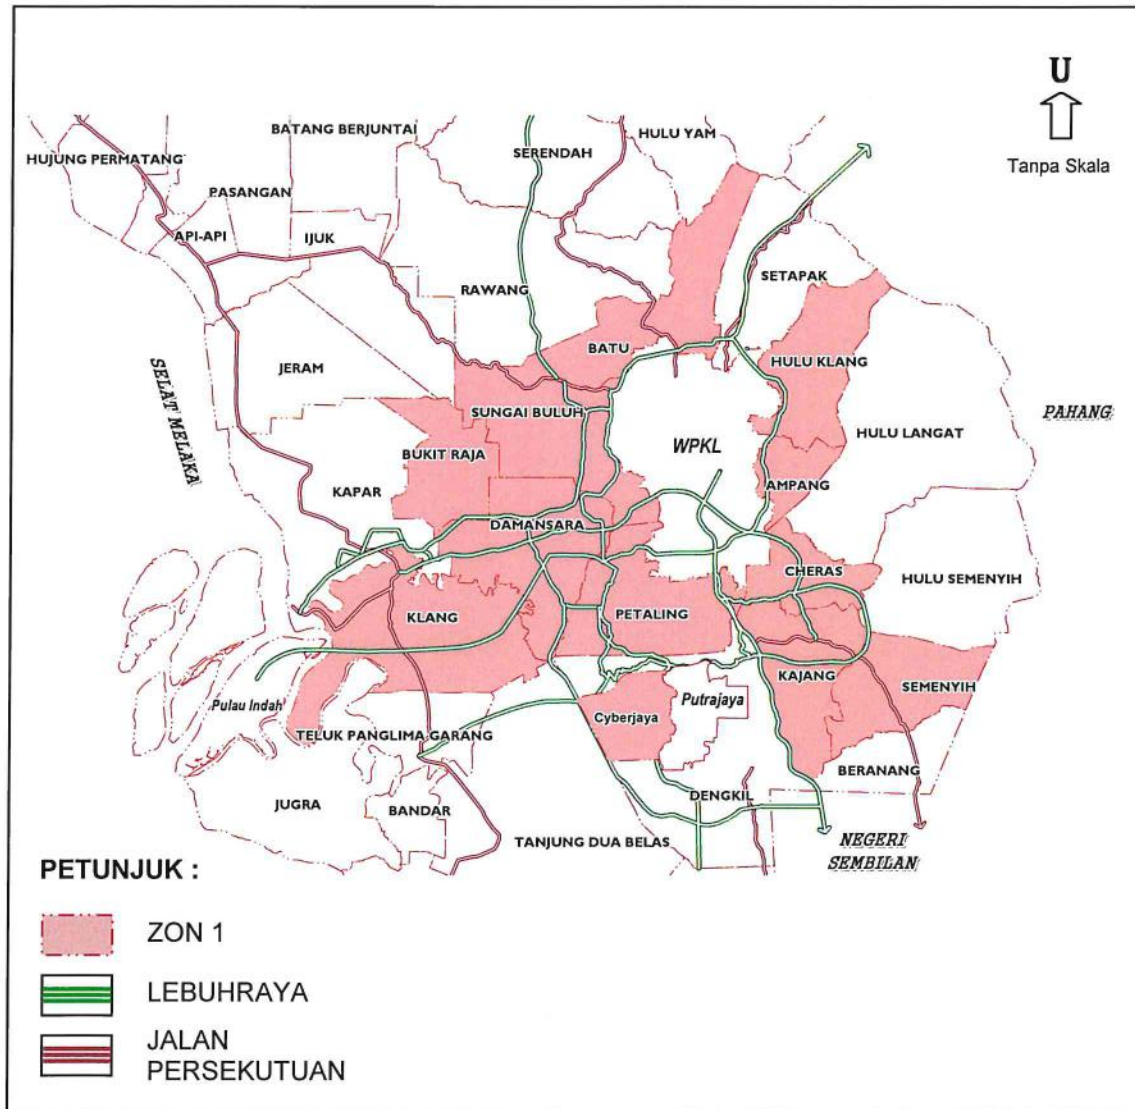 U
Tanpa Skala
BATANG BERJUNTAI
HULU YAM
SERENDAH
HUJUNG PERMATANG
PASANGAN
API-API
IJUK
SETAPAK
RAWANG
BATU
HULU KLANG
JERAM
SELAT MELAKA
SUNGAI BULUH
PAHANG
HULU LANGAT
WPKL
BUKIT RAJA
KAPAR
AMPANG
DAMANSARA
CHERAS
HULU SEMENYIH
KLANG
PETALING
KAJANG
SEMENYIH
Pulau Indah
Cyberjaya
Putrajaya
TELUK PANGLIMA GARANG
BERANANG
JUGRA
BANDAR
DENGKIL
TANJUNG DUA BELAS
NEGERI
SEMBILAN
PETUNJUK :
ZON 1
LEBUHRAYA
JALAN
PERSEKUTUAN